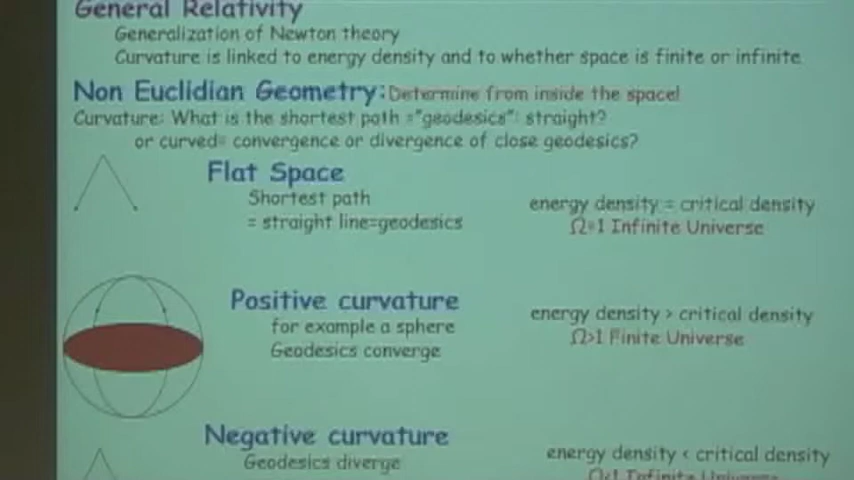 General Relativity
Generalization of Newton theory
Curvature is linked to energy density and to whether space is finite or infinite
Non Euclidian Geometry: Determine from inside the space!
Curvature: What is the shortest path ="geodesics": straight?
or curved= convergence or divergence of close geodesics?
Flat Space
Shortest path
= straight line=geodesics
energy density = critical density
Ω=1 Infinite Universe
Positive curvature
for example a sphere
Geodesics converge
energy density > critical density
Ω>1 Finite Universe
Negative curvature
Geodesics diverge
energy density < critical density
Ω<1 Infinite Universe